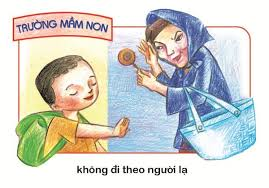 TRƯỜNG MẦM NON
không đi theo người lạ